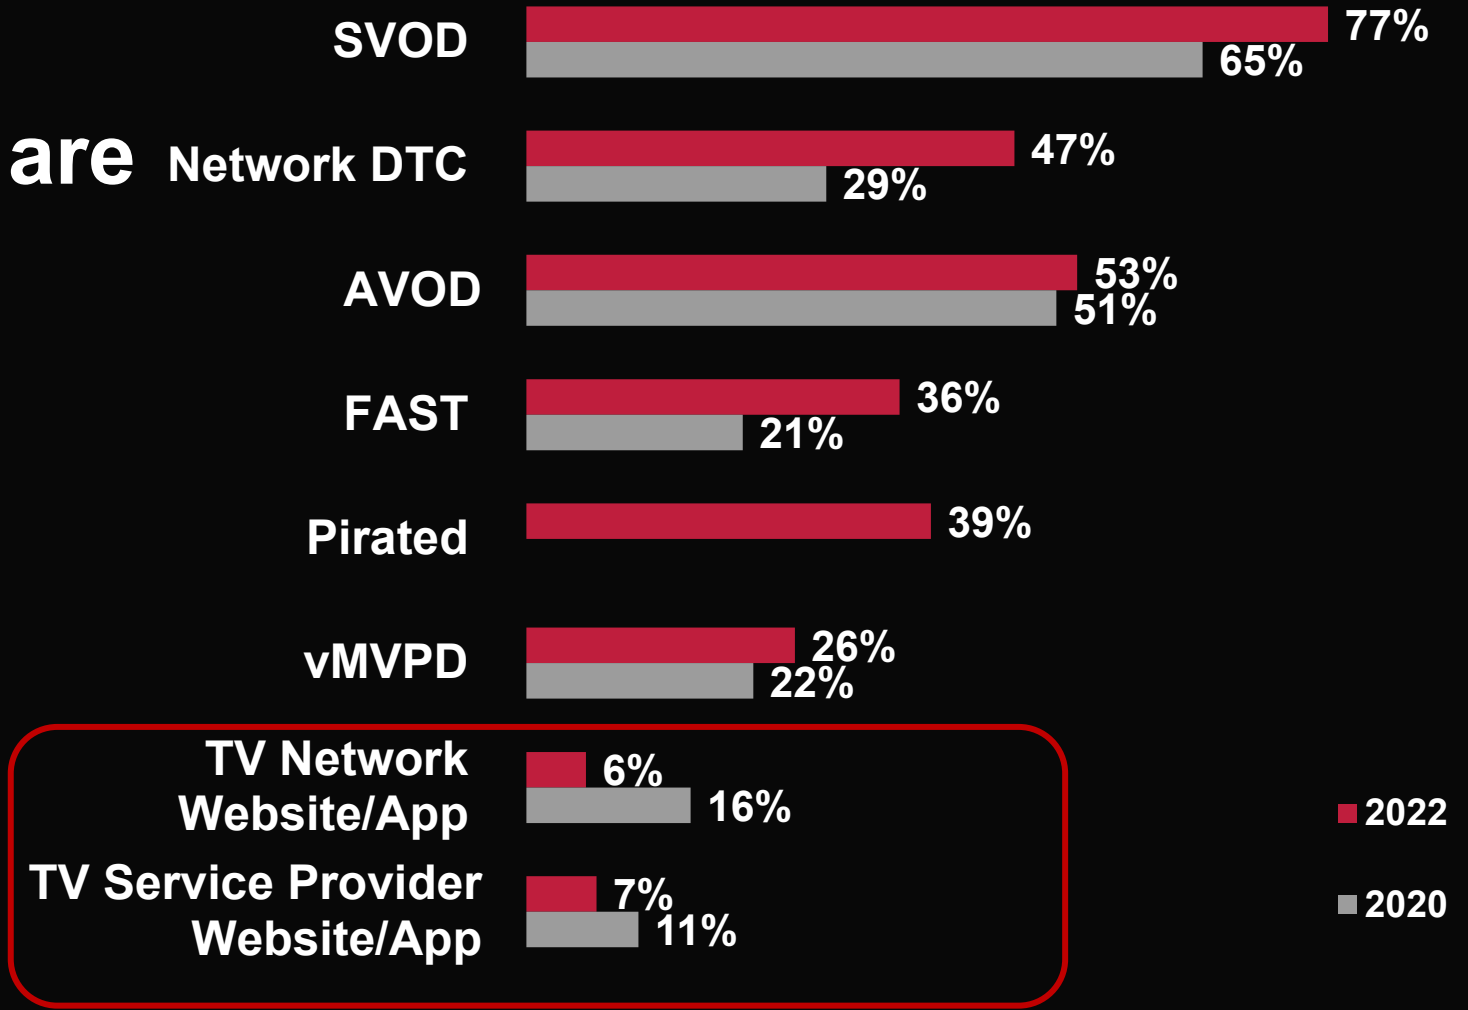 SVOD
77%
65%
are
Network DTC
47%
29%
AVOD
53%
51%
FAST
36%
21%
Pirated
39%
vMVPD
26%
22%
TV Network
Website/App
6%
16%
TV Service Provider
Website/App
7%
11%
2022
2020